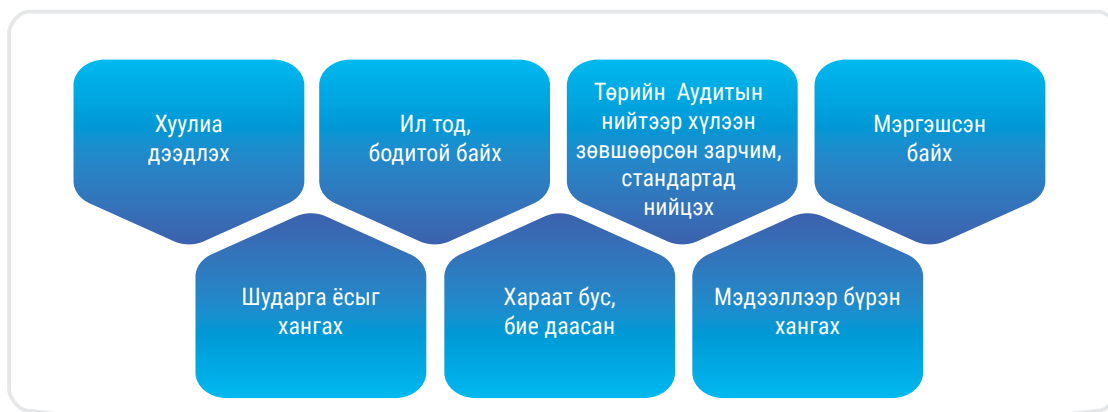 Хуулиа
дээдлэх
Ил тод,
бодитой байх
Төрийн Аудитын
нийтээр хүлээн
зөвшөөрсөн зарчим,
стандартад
нийцэх
Мэргэшсэн
байх
Шударга ёсыг
хангах
Хараат бус,
бие даасан
Мэдээллээр бүрэн
хангах